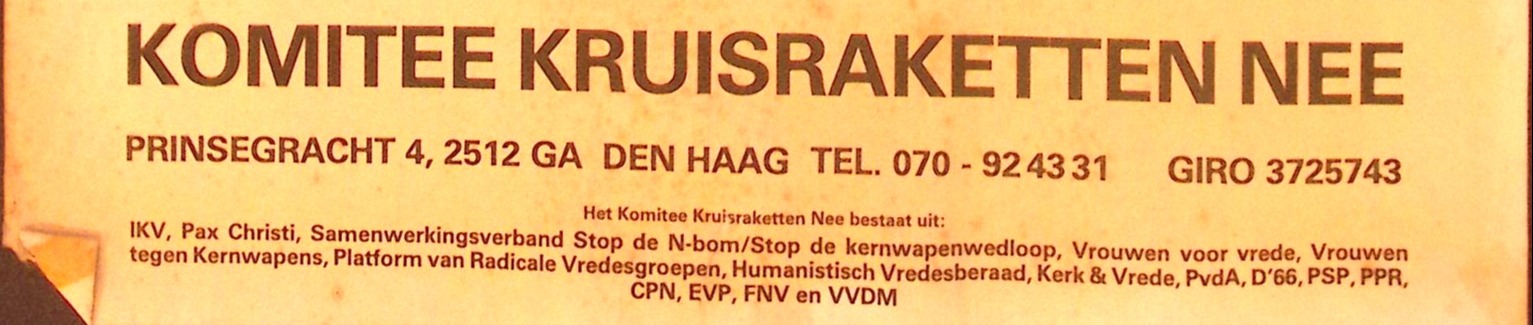 KOMITEE KRUISRAKETTEN NEE
PRINSEGRACHT 4, 2512 GA DEN HAAG TEL. 070 - 92 43 31 GIRO 3725743
Het Komitee Kruisraketten Nee bestaat uit:
IKV, Pax Christi, Samenwerkingsverband Stop de N-bom/Stop de kernwapenwedloop, Vrouwen voor vrede, Vrouwen
tegen Kernwapens, Platform van Radicale Vredesgroepen, Humanistisch Vredesberaad, Kerk & Vrede, PvdA, D'66, PSP, PPR,
CPN, EVP, FNV en VVDM